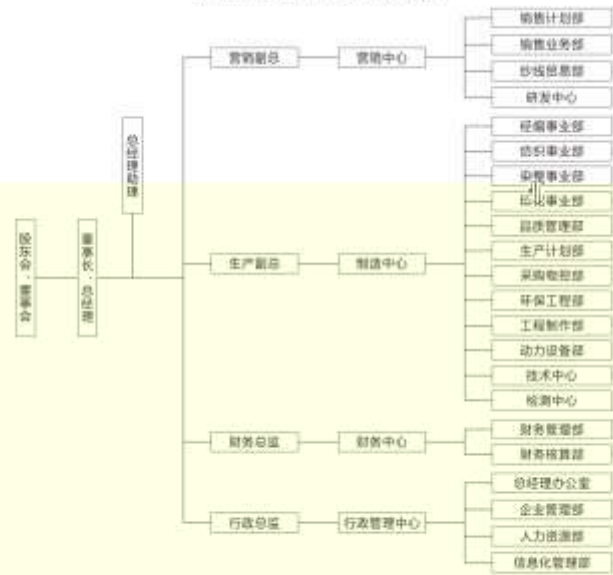 营销副总
营销中心
销售计划部
销售业务部
纱线贸易部
研发中心
总经理助理
股东会·董事会
董事长·总经理
生产副总
制造中心
经编事业部
纺织事业部
染整事业部
品质管理部
生产计划部
采购物控部
环保工程部
工程制作部
动力设备部
技术中心
检测中心
财务总监
财务中心
财务管理部
财务核算部
行政总监
行政管理中心
总经理办公室
企业管理部
人力资源部
信息化管理部